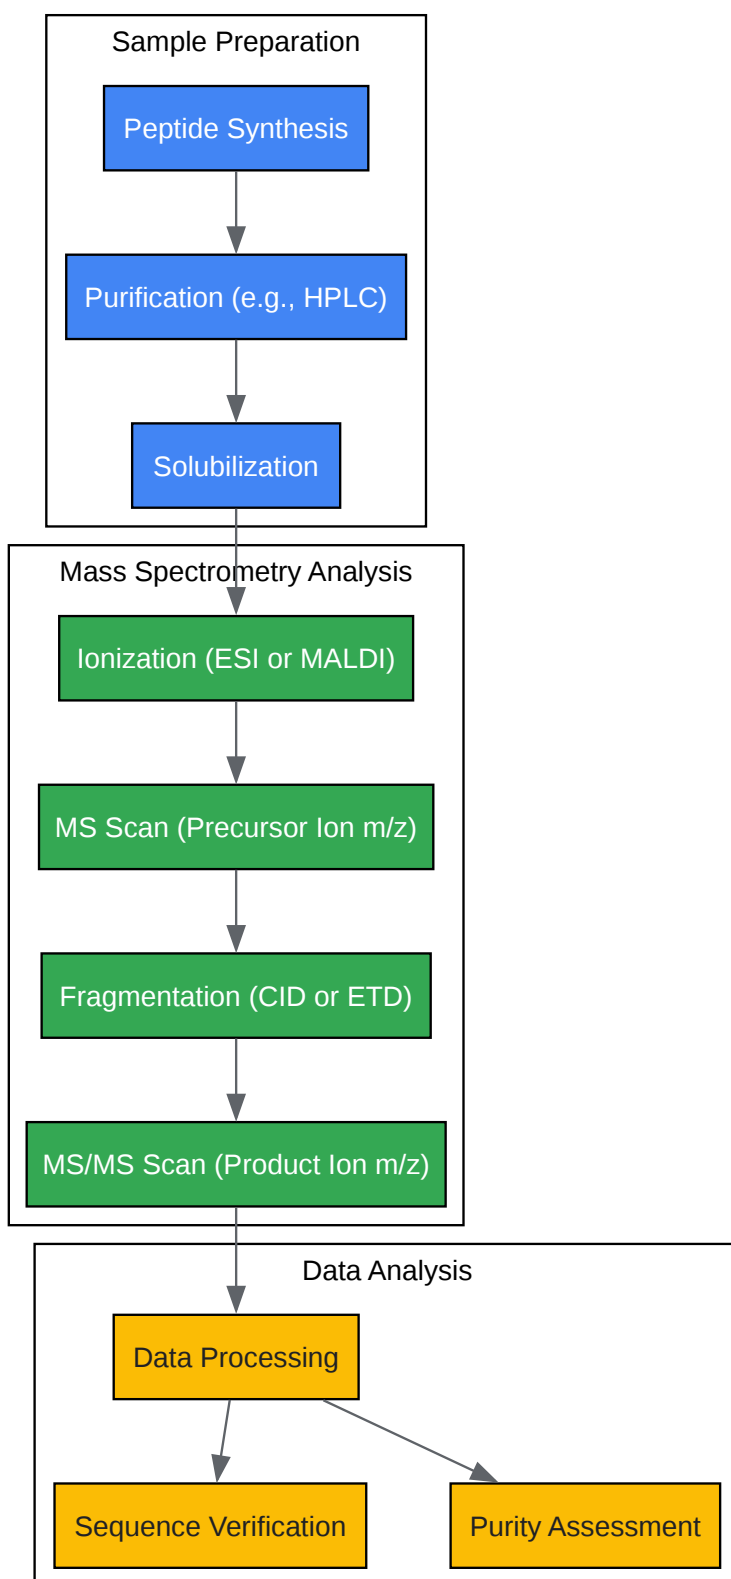 Sample Preparation
Peptide Synthesis
Purification (e.g., HPLC)
Solubilization
Mass Spectrometry Analysis
Ionization (ESI or MALDI)
MS Scan (Precursor Ion m/z)
Fragmentation (CID or ETD)
MS/MS Scan (Product Ion m/z)
Data Analysis
Data Processing
Sequence Verification
Purity Assessment